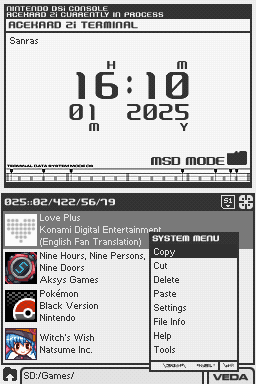 NINTENDO DSi CONSOLE
ACEKARD 2i CURRENTLY IN PROCESS
ACEKARD 2i TERMINAL
Sanras
H M
16:10
01 2025
M Y
TERMINAL DATA SYSTEM MODE 06
MSD MODE
025::02/422/56/79
S1
Love Plus
Konami Digital Entertainment
(English Fan Translation)
Nine Hours, Nine Persons,
Nine Doors
Aksys Games
Pokémon
Black Version
Nintendo
Witch's Wish
Natsume Inc.
SYSTEM MENU
Copy
Cut
Delete
Paste
Settings
File Info
Help
Tools
SD:/Games/
VEDA